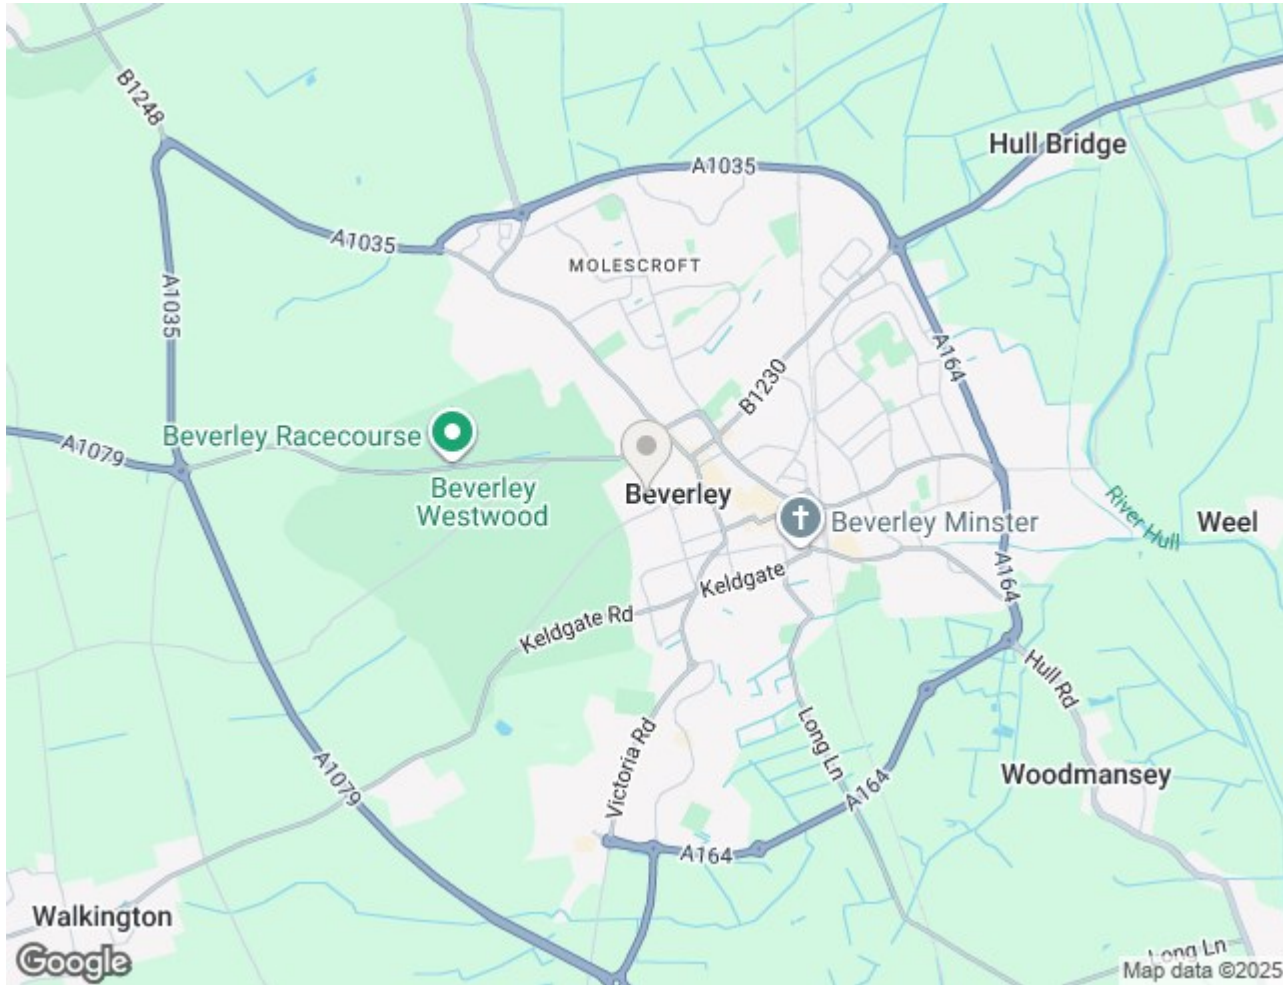 B1248
Hull Bridge
A1035
A1035
MOLESCROFT
A1035
A164
B1230
A1079
Beverley Racecourse
Beverley
Westwood
Beverley
Beverley Minster
River Hull
Weel
Keldgate
A164
Keldgate Rd
Hull Rd
Victoria Rd
Long Ln
A1079
A164
Woodmansey
A164
Walkington
Long Ln
Google
Map data ©2025